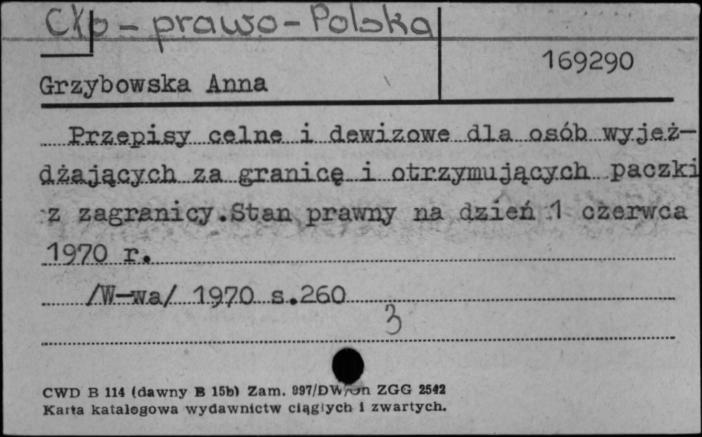 Cło - prawo - Polska
169290
Grzybowska Anna
Przepisy celne i dewizowe dla osób wyjeż-
dżających za granicę i otrzymujących paczki
z zagranicy.Stan prawny na dzień 1 czerwca
1970 r.
/W-wa/ 1970 s.260
3
CWD B 114 (dawny B 15b) Zam. 997/DW/ ZGG 2542
Karta katalogowa wydawnictw ciągłych i zwartych.